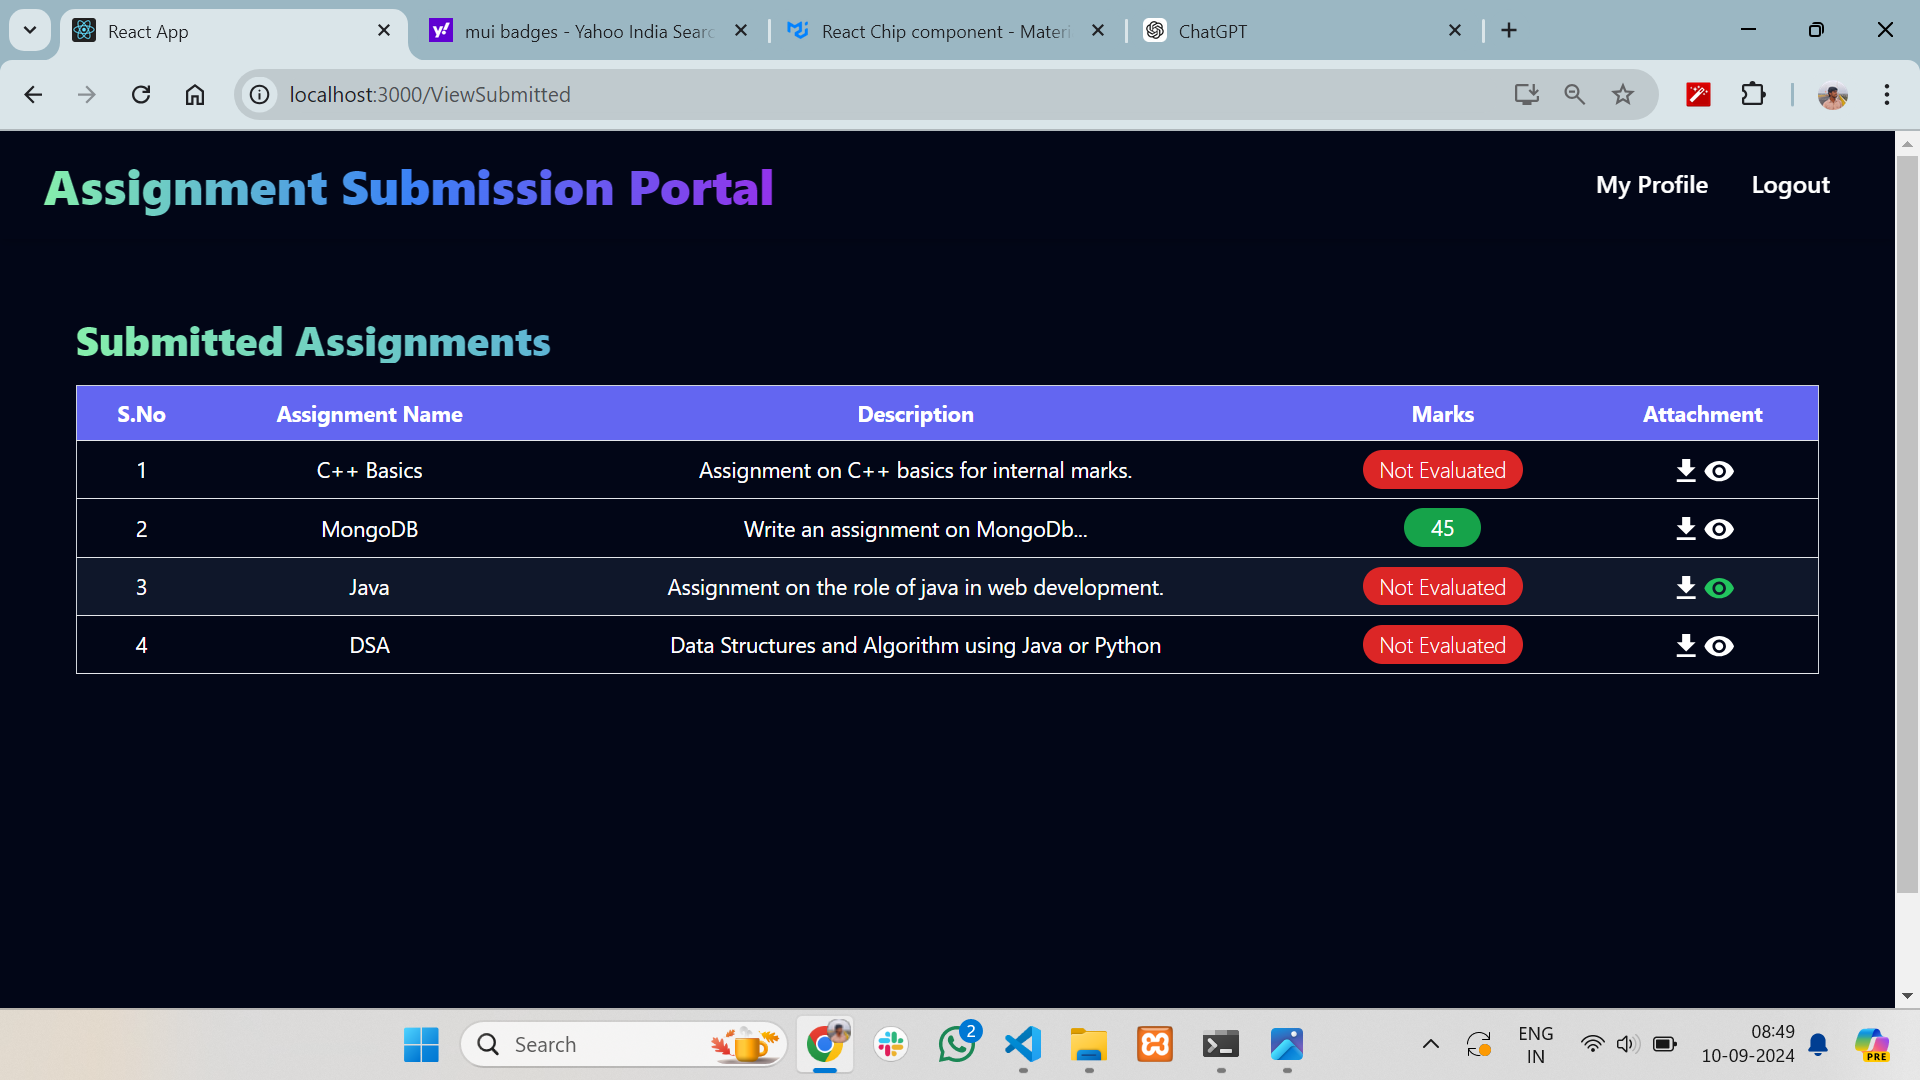 React App
mui badges - Yahoo India Searc
React Chip component - Materi
ChatGPT
localhost:3000/ViewSubmitted
Assignment Submission Portal
My Profile Logout
Submitted Assignments
S.No Assignment Name Description Marks Attachment
1 C++ Basics Assignment on C++ basics for internal marks. Not Evaluated
2 MongoDB Write an assignment on MongoDb... 45
3 Java Assignment on the role of java in web development. Not Evaluated
4 DSA Data Structures and Algorithm using Java or Python Not Evaluated
Search
2
ENG
IN
08:49
10-09-2024
PRE